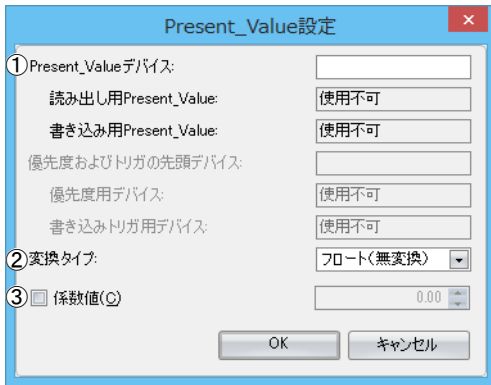 Present_Value設定
①Present_Valueデバイス:
読み出し用Present_Value: 使用不可
書き込み用Present_Value: 使用不可
優先度およびトリガの先頭デバイス:
優先度用デバイス: 使用不可
書き込みトリガ用デバイス: 使用不可
②変換タイプ: フロート(無変換)
③係数値(C) 0.00
OK キャンセル